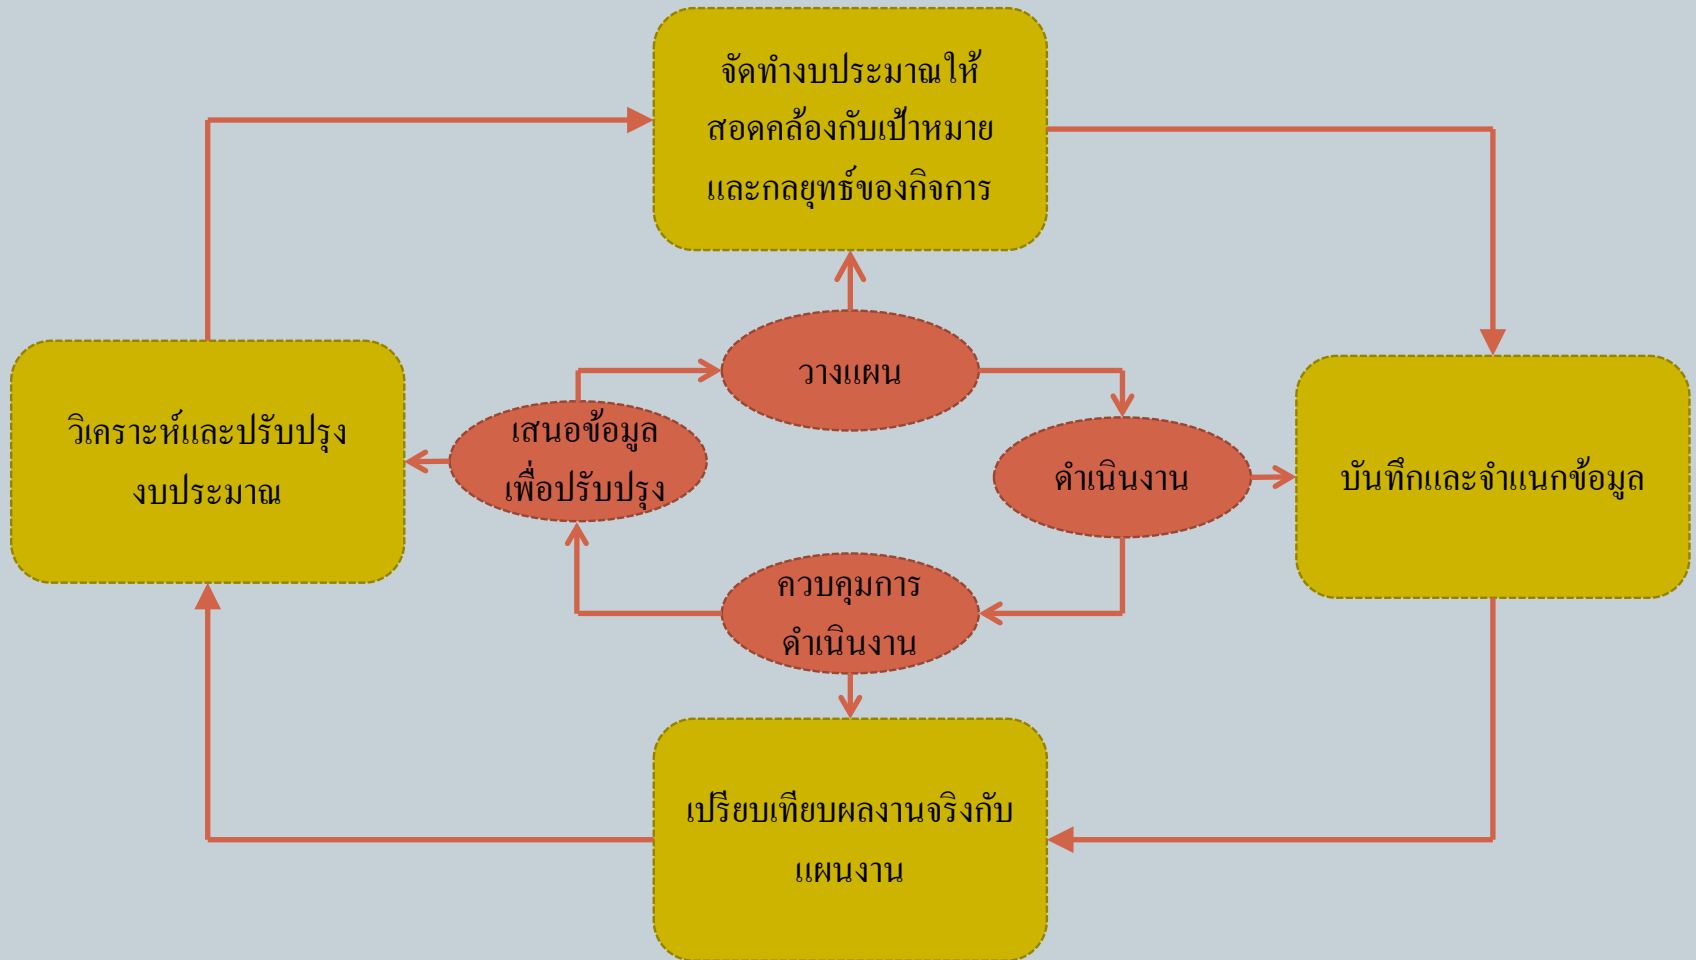 จัดทำงบประมาณให้
สอดคล้องกับเป้าหมาย
และกลยุทธ์ของกิจการ
วางแผน
วิเคราะห์และปรับปรุง
งบประมาณ
เสนอข้อมูล
เพื่อปรับปรุง
ดำเนินงาน
บันทึกและจำแนกข้อมูล
ควบคุมการ
ดำเนินงาน
เปรียบเทียบผลงานจริงกับ
แผนงาน